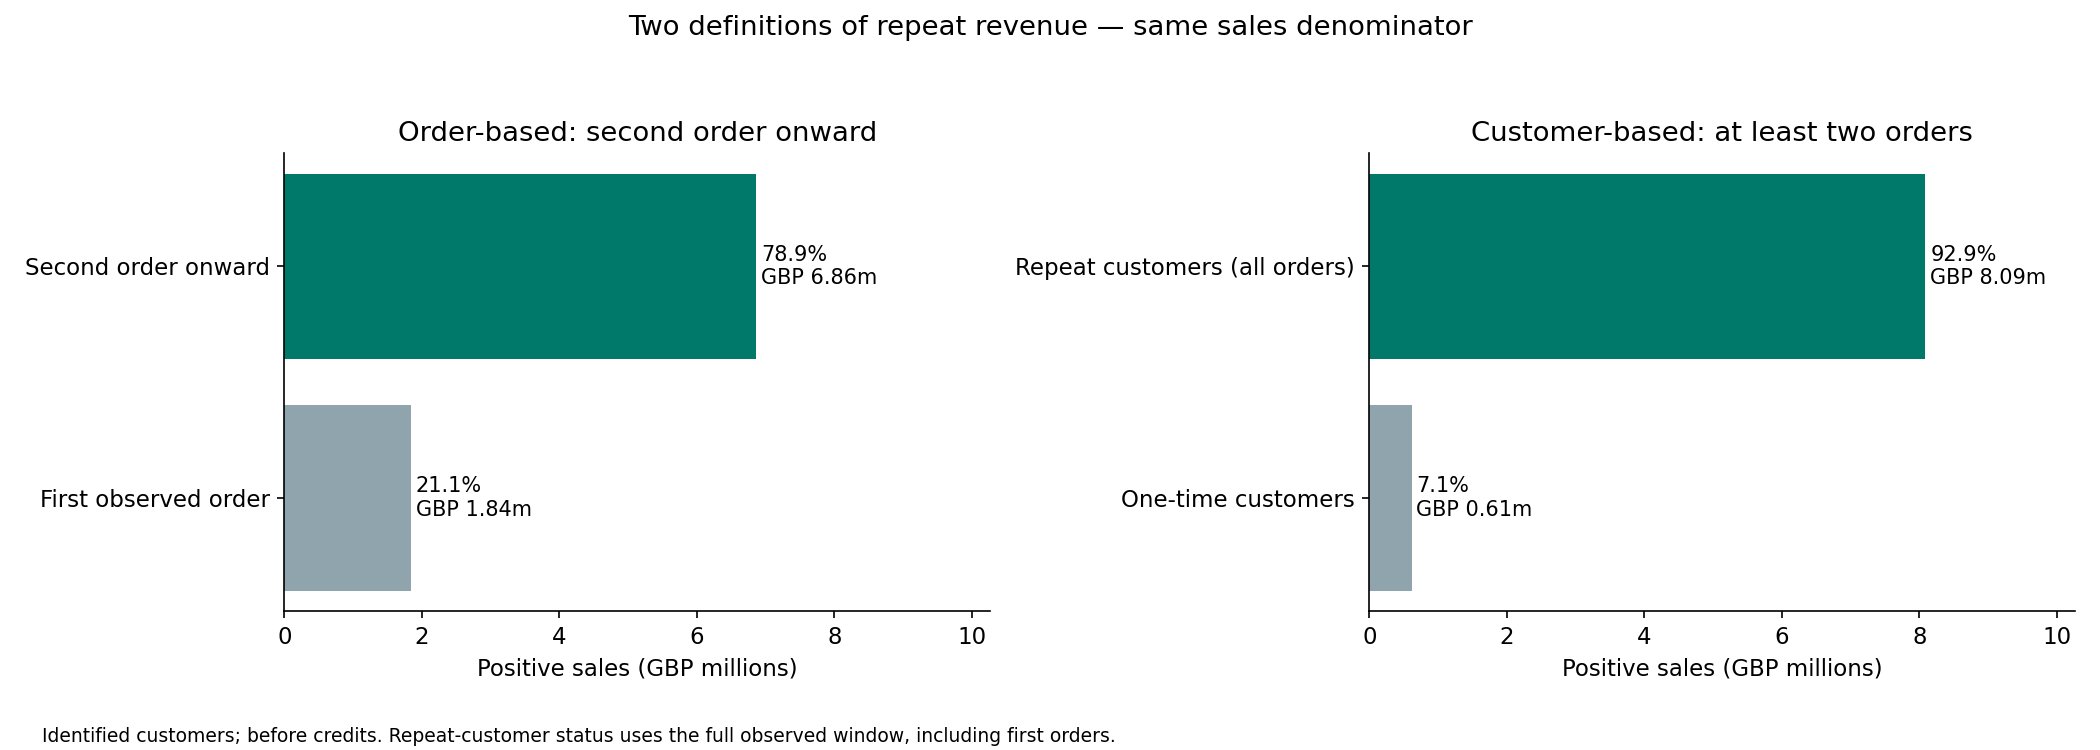 Two definitions of repeat revenue — same sales denominator
Order-based: second order onward
Second order onward
78.9%
GBP 6.86m
First observed order
21.1%
GBP 1.84m
0 2 4 6 8 10
Positive sales (GBP millions)
Customer-based: at least two orders
Repeat customers (all orders)
92.9%
GBP 8.09m
One-time customers
7.1%
GBP 0.61m
0 2 4 6 8 10
Positive sales (GBP millions)
Identified customers; before credits. Repeat-customer status uses the full observed window, including first orders.